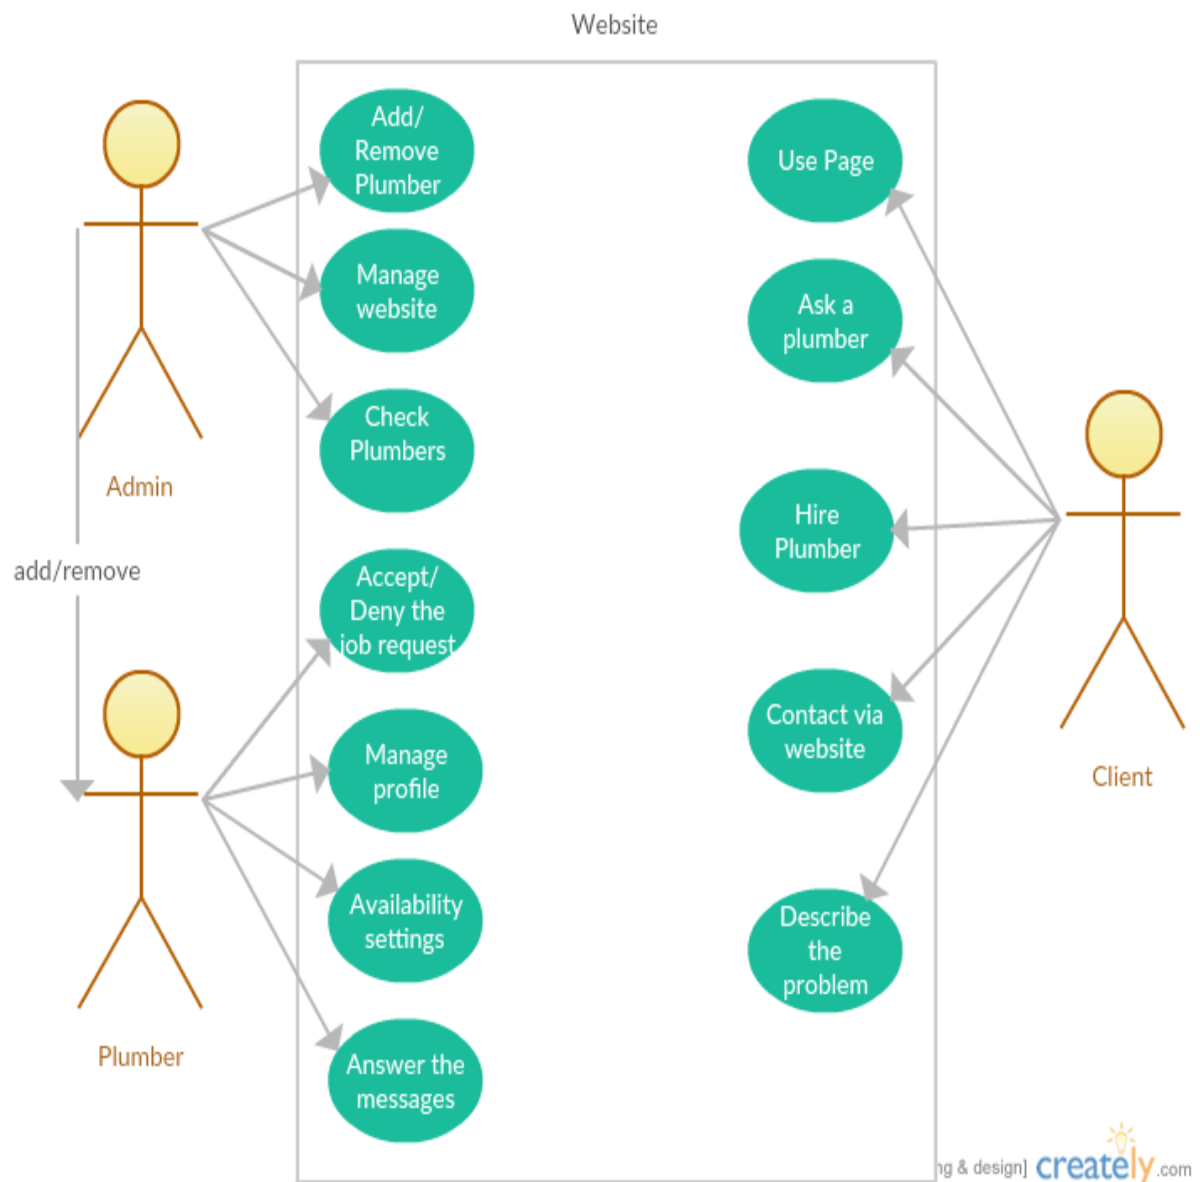 Website
Add/
Remove
Plumber
Manage
website
Check
Plumbers
Admin
add/remove
Accept/
Deny the
job request
Manage
profile
Availability
settings
Answer the
messages
Plumber
Use Page
Ask a
plumber
Hire
Plumber
Contact via
website
Describe
the
problem
Client
& design] creately.com